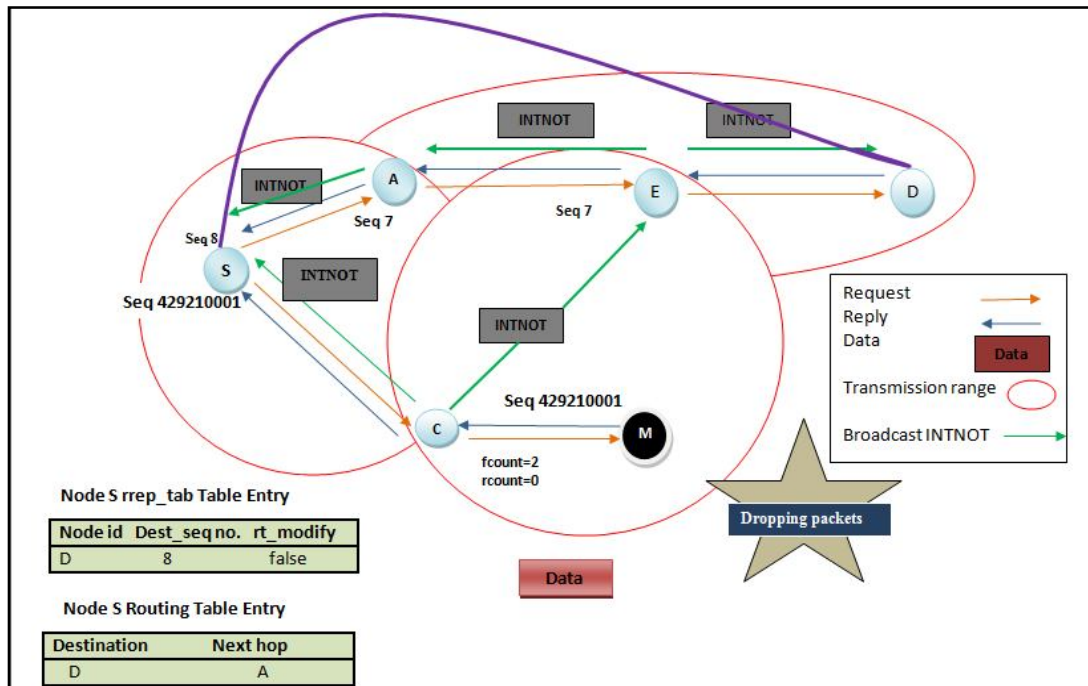 INTNOT
INTNOT
A
E
D
INTNOT
Seq 7
Seq 7
Seq 8
S
INTNOT
Seq 429210001
INTNOT
Request
Reply
Data
Data
Transmission range
Broadcast INTNOT
Seq 429210001
C
M
fcount=2
rcount=0
Dropping packets
Node S rrep_tab Table Entry
Node id Dest_seq no. rt_modify
D 8 false
Data
Node S Routing Table Entry
Destination Next hop
D A